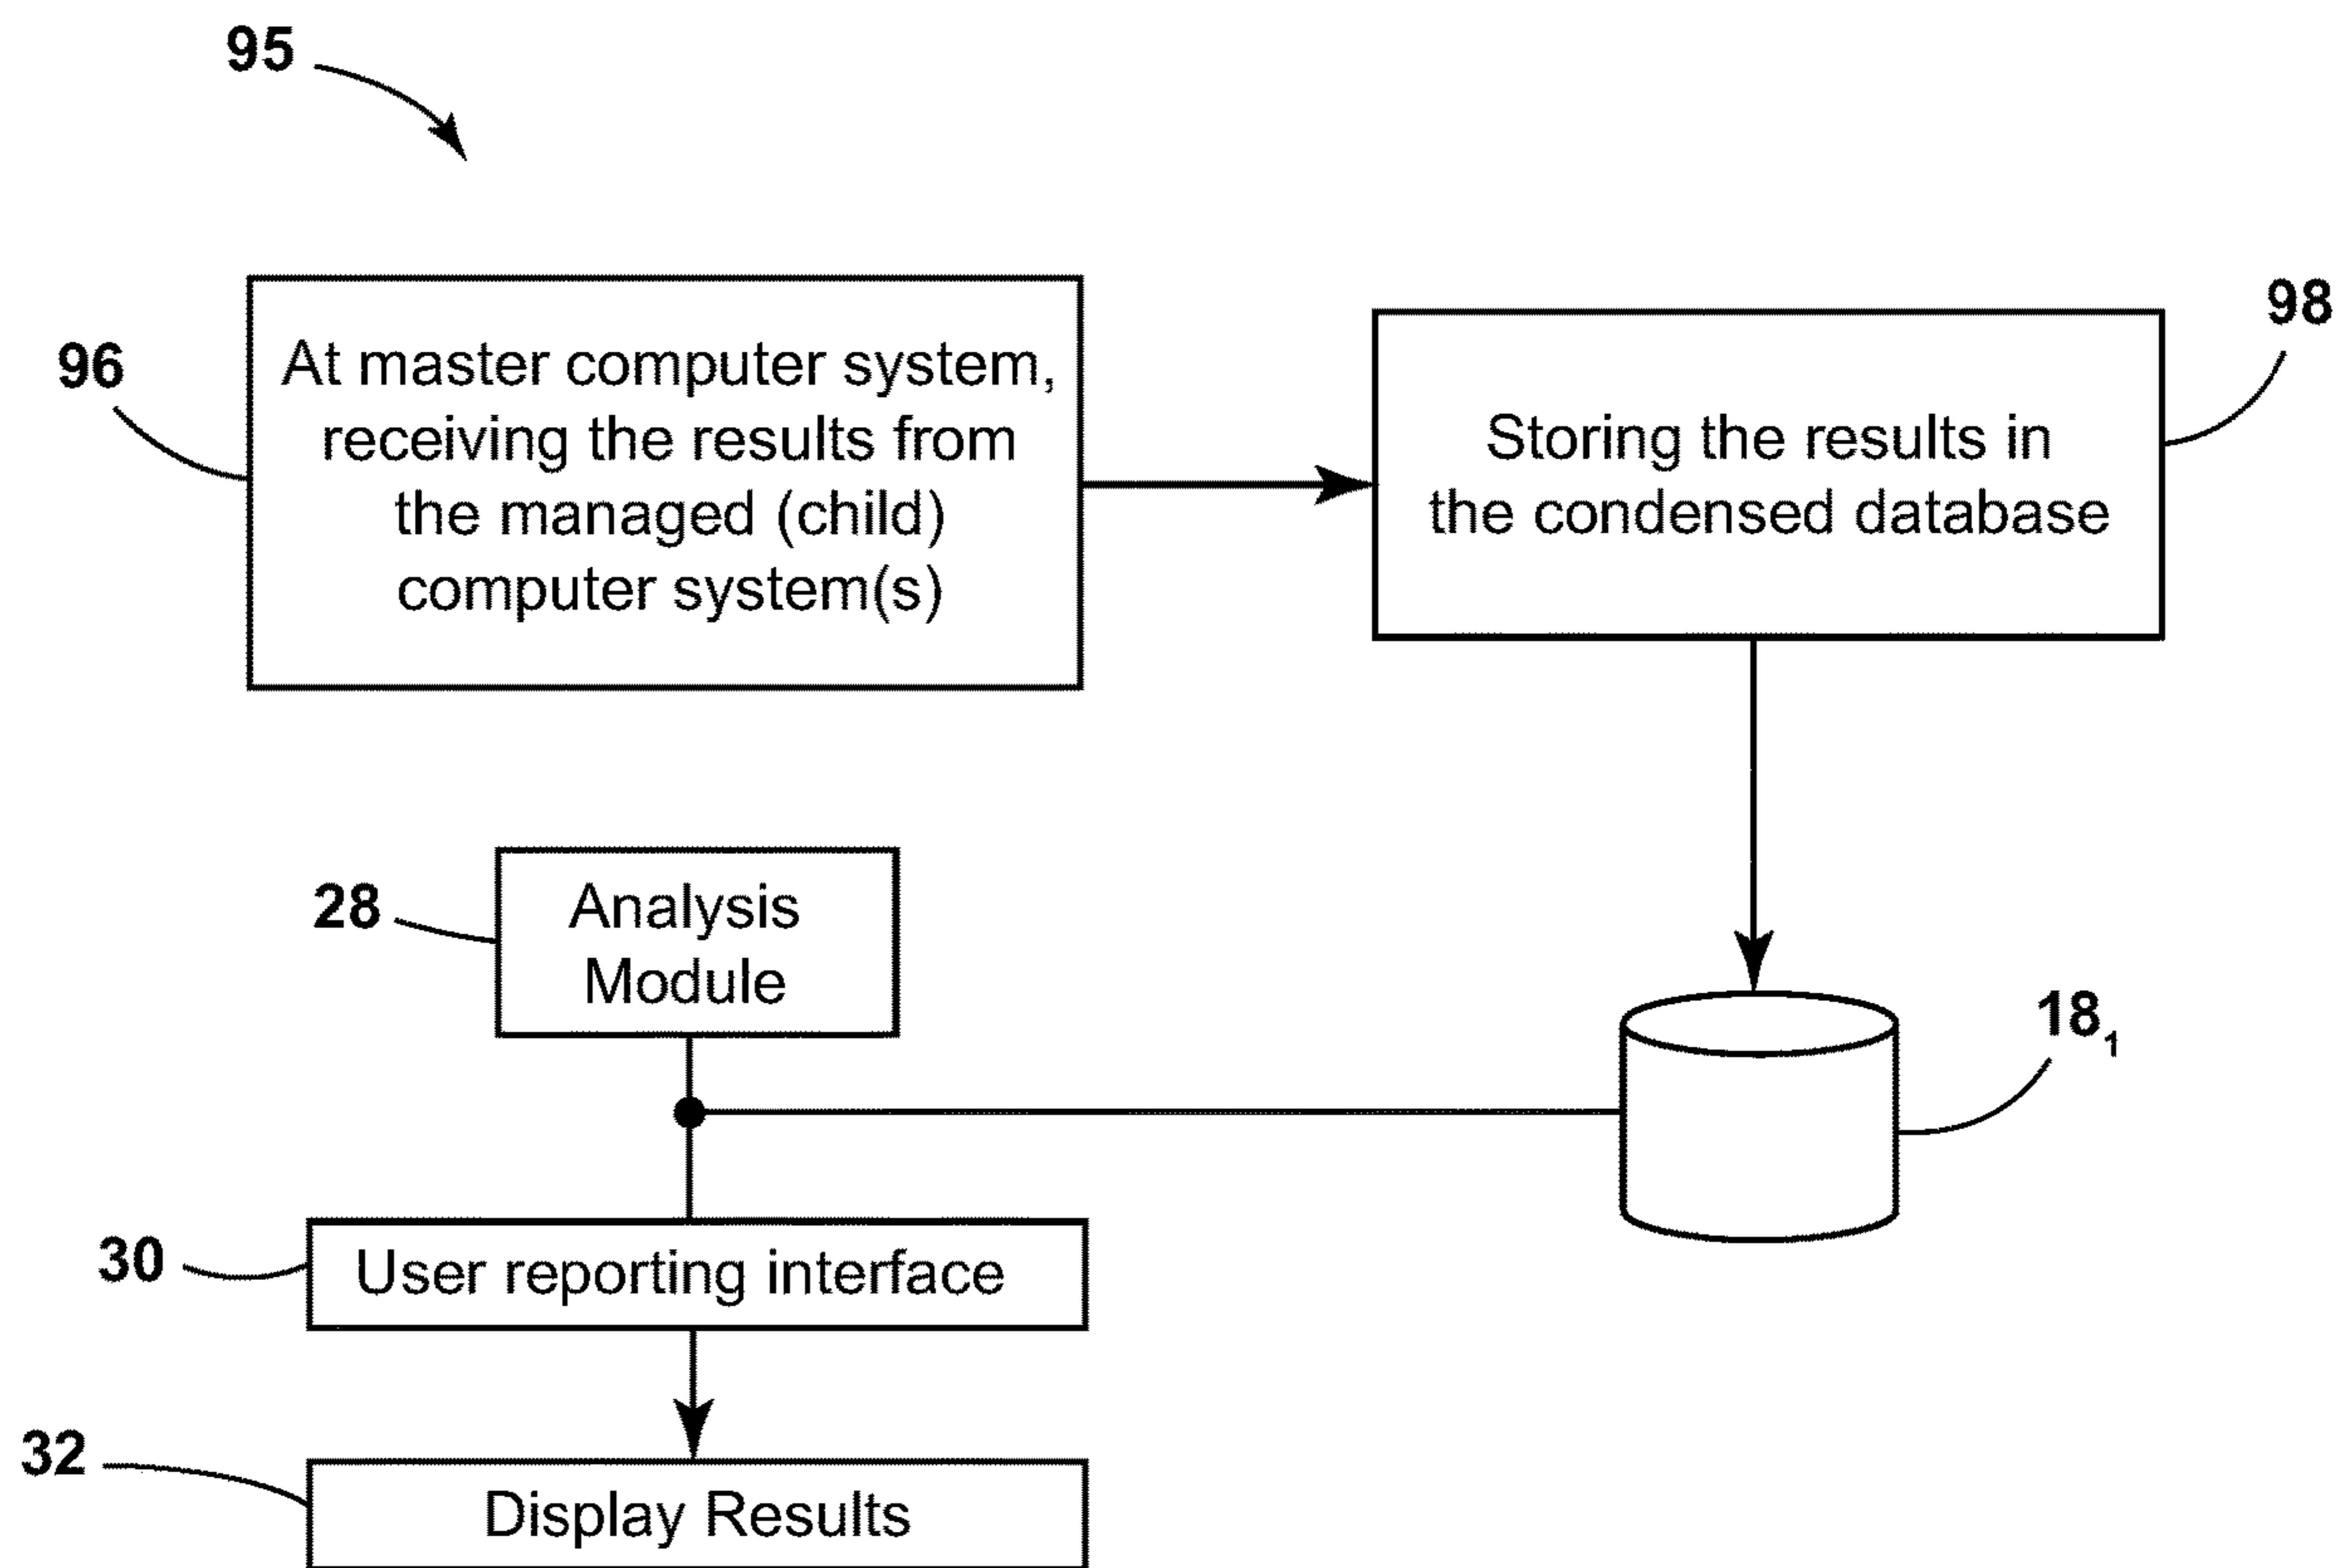 95
96
At master computer system,
receiving the results from
the managed (child)
computer system(s)
98
Storing the results in
the condensed database
28
Analysis
Module
18₁
30
User reporting interface
32
Display Results